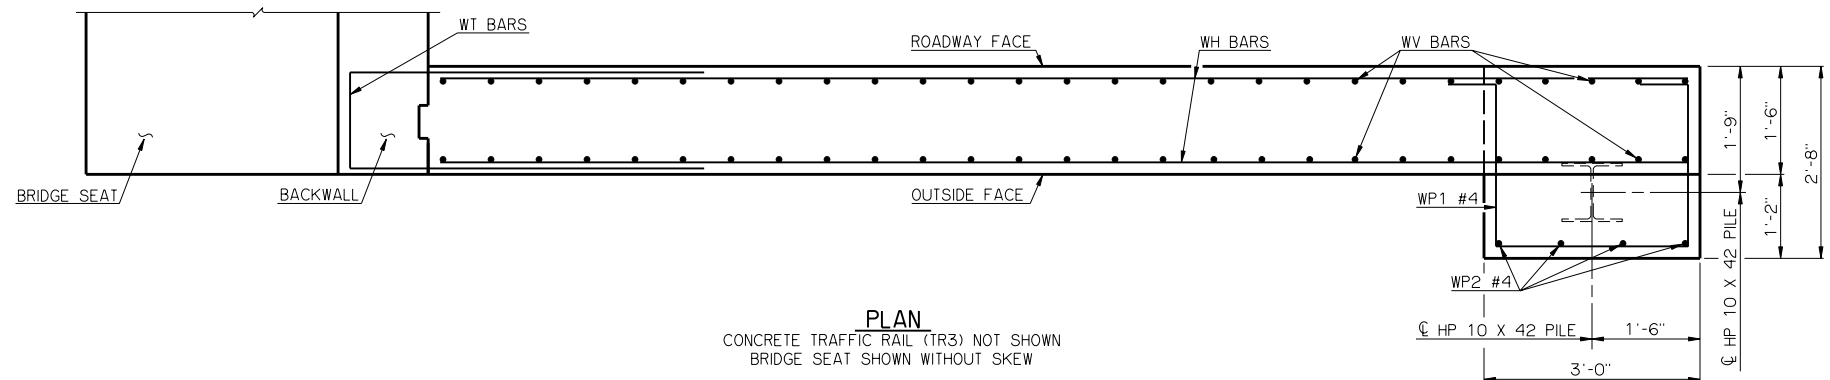 WT BARS
ROADWAY FACE
WH BARS
WV BARS
BRIDGE SEAT
BACKWALL
OUTSIDE FACE
WP1 #4
WP2 #4
1'-9"
1'-6"
2'-8"
1'-2"
℄ HP 10 X 42 PILE
℄ HP 10 X 42 PILE
1'-6"
3'-0"
PLAN
CONCRETE TRAFFIC RAIL (TR3) NOT SHOWN
BRIDGE SEAT SHOWN WITHOUT SKEW